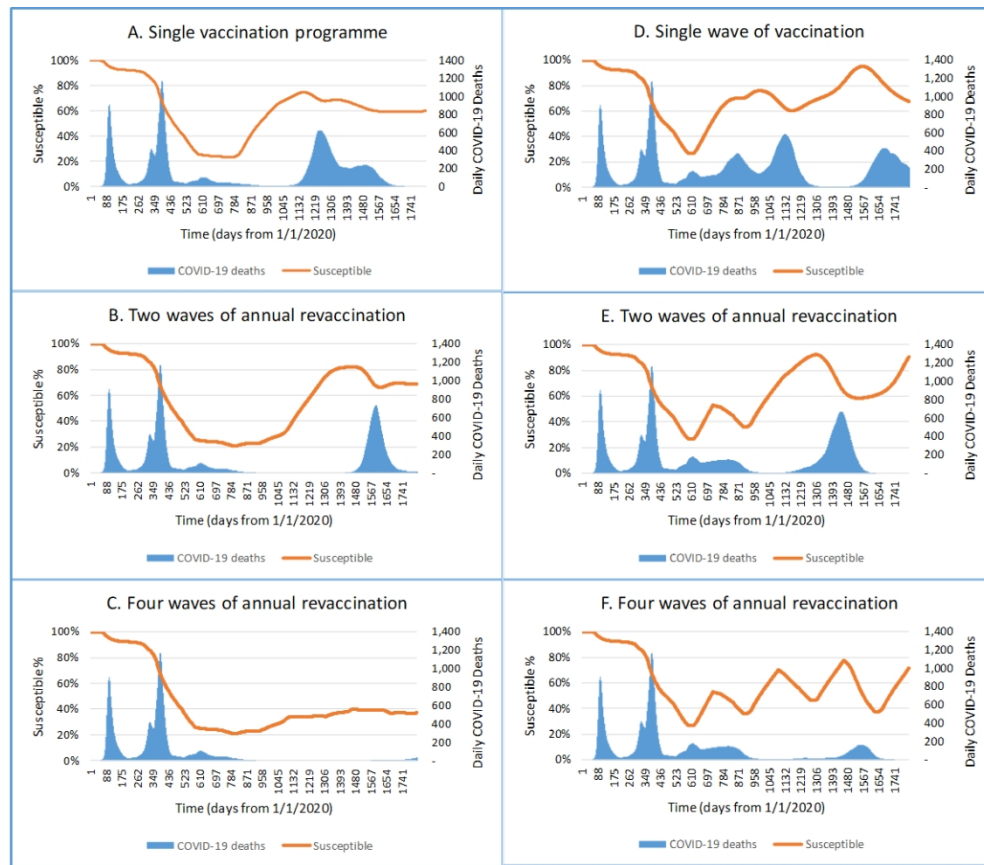 A. Single vaccination programme
100%
80%
60%
40%
20%
0%
Susceptible %
1,400
1,200
1,000
800
600
400
200
0
Daily COVID-19 Deaths
1 88 175 262 349 436 523 610 697 784 871 958 1045 1132 1219 1306 1393 1480 1567 1654 1741
Time (days from 1/1/2020)
COVID-19 deaths Susceptible
D. Single wave of vaccination
100%
80%
60%
40%
20%
0%
Susceptible %
1,400
1,200
1,000
800
600
400
200
-
Daily COVID-19 Deaths
1 88 175 262 349 436 523 610 697 784 871 958 1045 1132 1219 1306 1393 1480 1567 1654 1741
Time (days from 1/1/2020)
COVID-19 deaths Susceptible
B. Two waves of annual revaccination
100%
80%
60%
40%
20%
0%
Susceptible %
1,400
1,200
1,000
800
600
400
200
-
Daily COVID-19 Deaths
1 88 175 262 349 436 523 610 697 784 871 958 1045 1132 1219 1306 1393 1480 1567 1654 1741
Time (days from 1/1/2020)
COVID-19 deaths Susceptible
E. Two waves of annual revaccination
100%
80%
60%
40%
20%
0%
Susceptible %
1,400
1,200
1,000
800
600
400
200
-
Daily COVID-19 Deaths
1 88 175 262 349 436 523 610 697 784 871 958 1045 1132 1219 1306 1393 1480 1567 1654 1741
Time (days from 1/1/2020)
COVID-19 deaths Susceptible
C. Four waves of annual revaccination
100%
80%
60%
40%
20%
0%
Susceptible %
1,400
1,200
1,000
800
600
400
200
-
Daily COVID-19 Deaths
1 88 175 262 349 436 523 610 697 784 871 958 1045 1132 1219 1306 1393 1480 1567 1654 1741
Time (days from 1/1/2020)
COVID-19 deaths Susceptible
F. Four waves of annual revaccination
100%
80%
60%
40%
20%
0%
Susceptible %
1,400
1,200
1,000
800
600
400
200
-
Daily COVID-19 Deaths
1 88 175 262 349 436 523 610 697 784 871 958 1045 1132 1219 1306 1393 1480 1567 1654 1741
Time (days from 1/1/2020)
COVID-19 deaths Susceptible